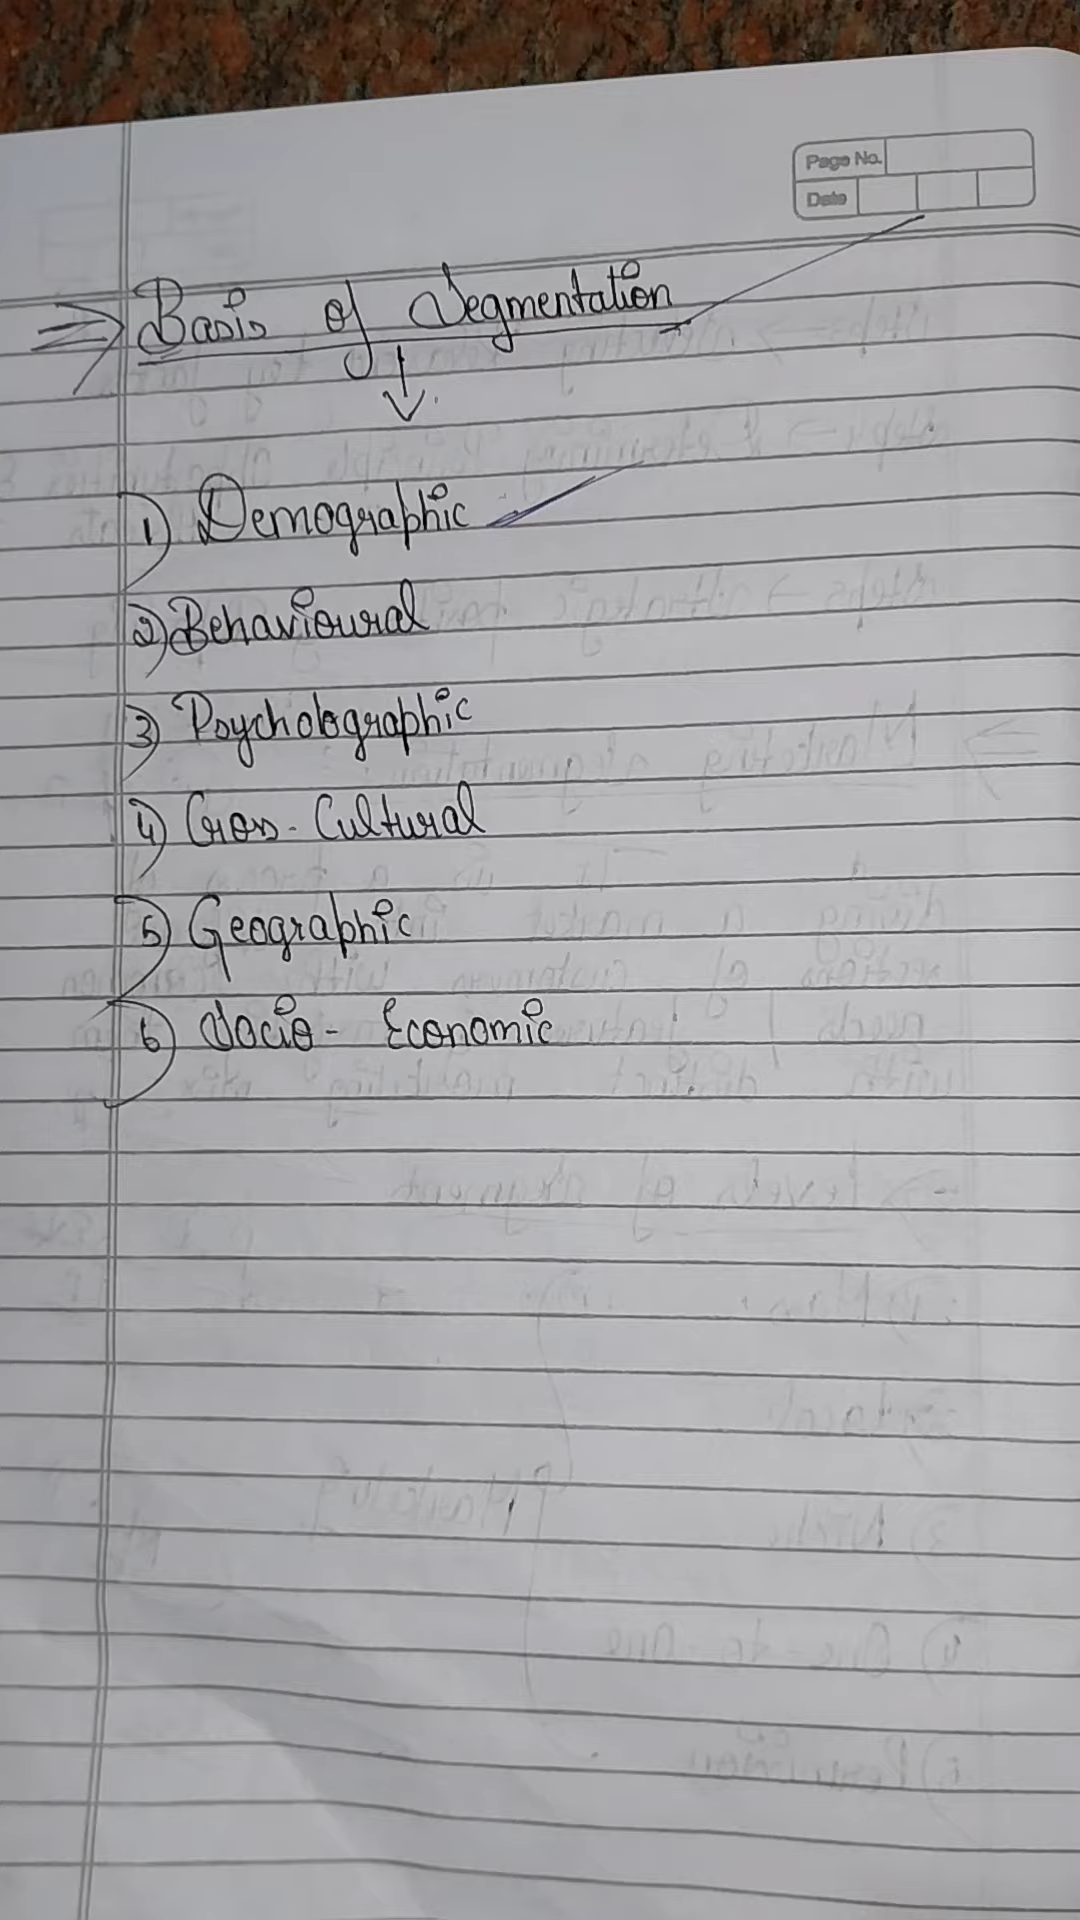 Page No.
Date
⇒ Basis of Segmentation
↓
1) Demographic
2) Behavioural
3) Psycholographic
4) Cross - Cultural
5) Geographic
6) Socio - Economic